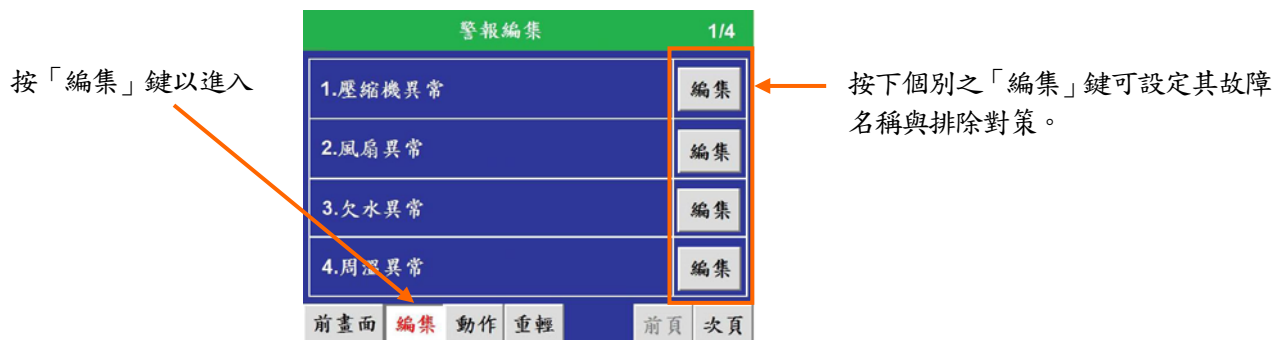 警報編集 1/4
按「編集」鍵以進入
1.壓縮機異常 編集
按下個別之「編集」鍵可設定其故障
名稱與排除對策。
2.風扇異常 編集
3.欠水異常 編集
4.周溫異常 編集
前畫面 編集 動作 重輕 前頁 次頁